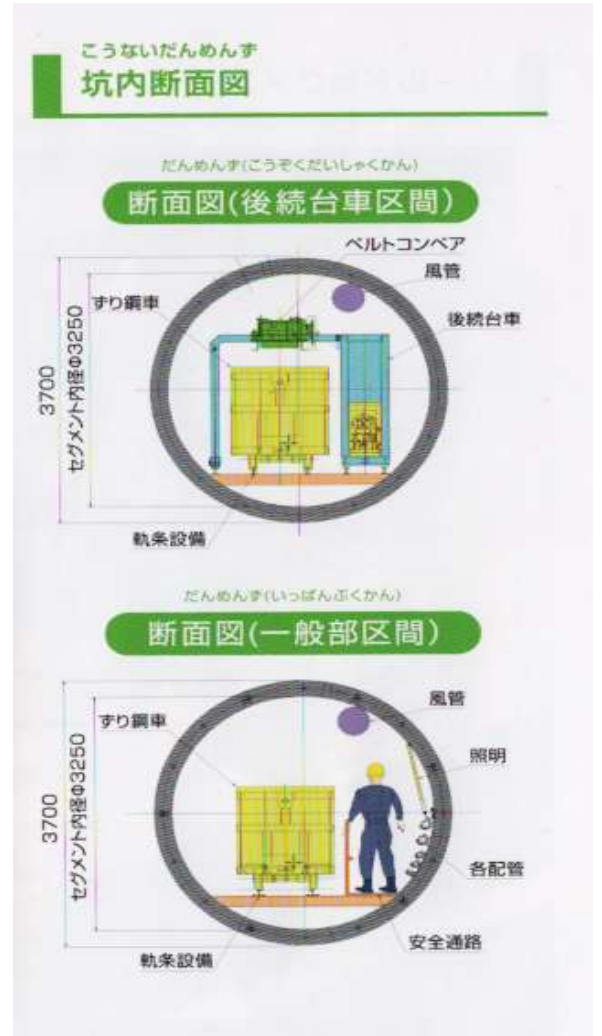 こうないだんめんず
坑内断面図
だんめんず(こうぞくだいしゃくかん)
断面図(後続台車区間)
ベルトコンベア
風管
ずり鋼車
後続台車
3700
セグメント内径Φ3250
軌条設備
だんめんず(いっぱんぶくかん)
断面図(一般部区間)
風管
ずり鋼車
照明
3700
セグメント内径Φ3250
各配管
安全通路
軌条設備